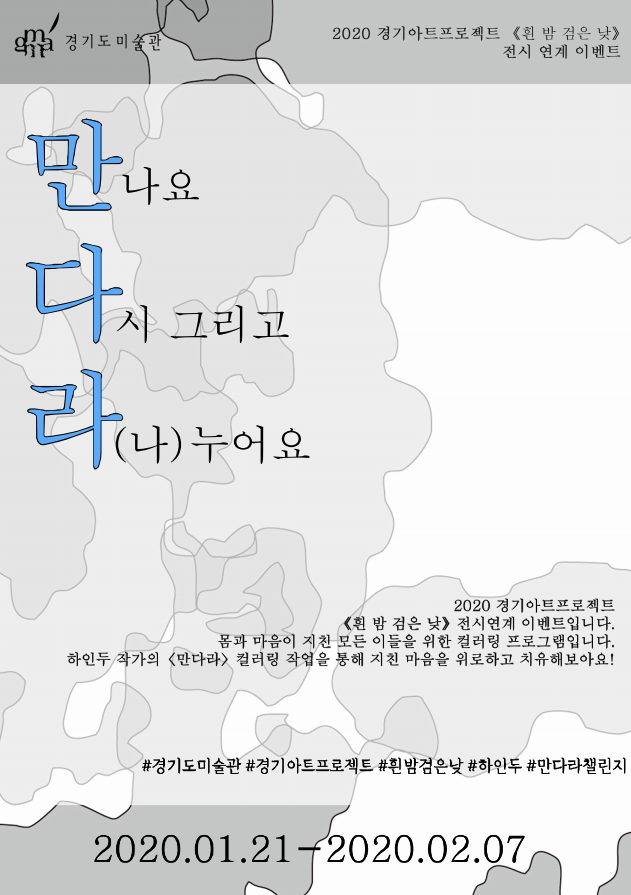 gmma 경기도미술관
2020 경기아트프로젝트 《흰 밤 검은 낮》
전시 연계 이벤트
만나요
다시 그리고
라(나)누어요
2020 경기아트프로젝트
《흰 밤 검은 낮》 전시연계 이벤트입니다.
몸과 마음이 지친 모든 이들을 위한 컬러링 프로그램입니다.
하인두 작가의 〈만다라〉 컬러링 작업을 통해 지친 마음을 위로하고 치유해보아요!
#경기도미술관 #경기아트프로젝트 #흰밤검은낮 #하인두 #만다라챌린지
2020.01.21-2020.02.07